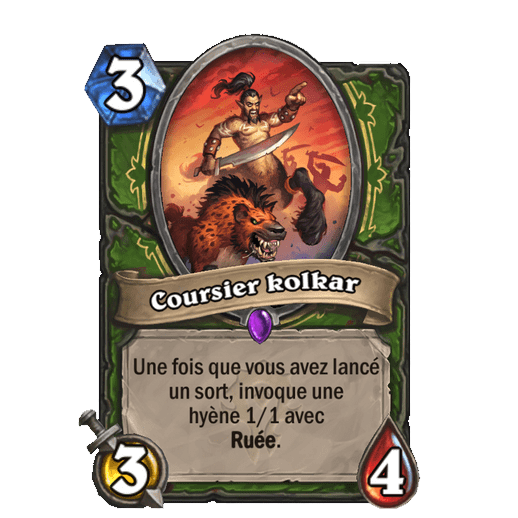 3
Coursier kolkar
Une fois que vous avez lancé
un sort, invoque une
hyène 1/1 avec
Ruée.
3
4